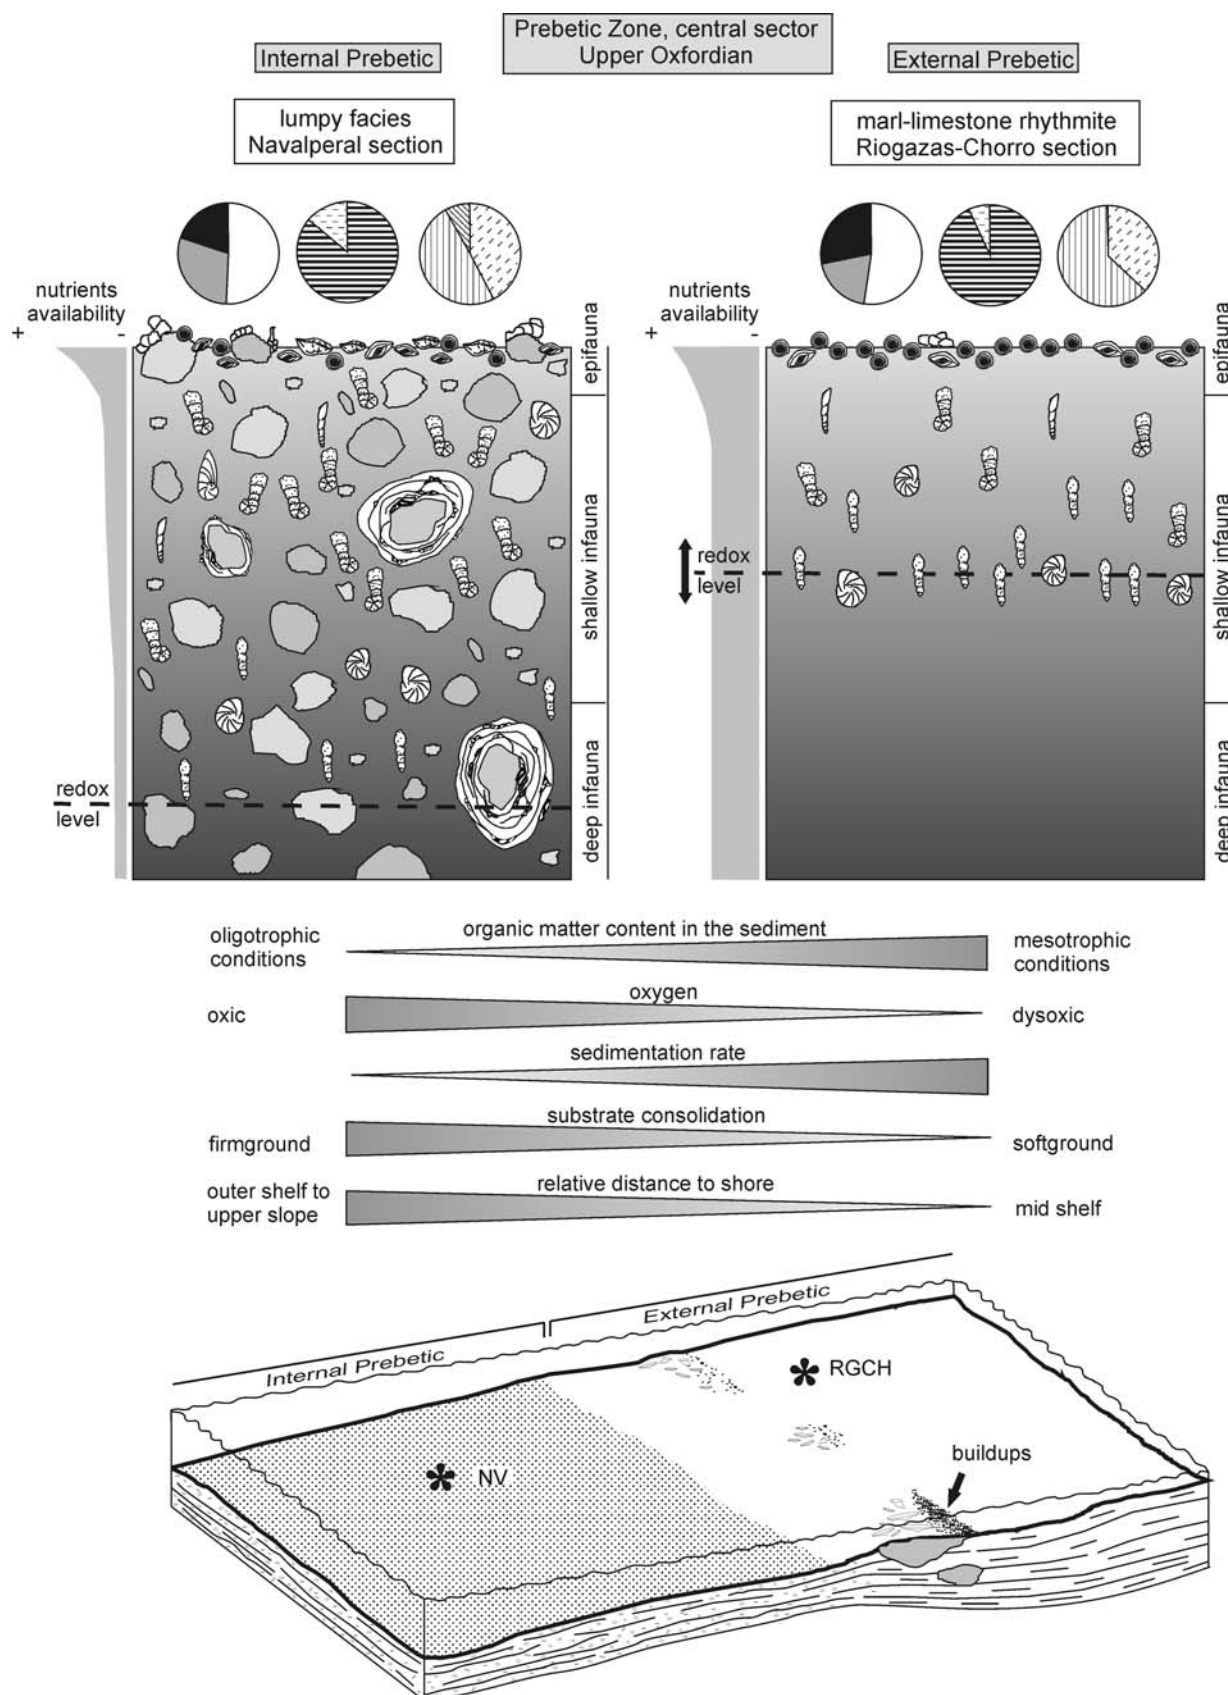 Prebetic Zone, central sector
Upper Oxfordian
Internal Prebetic
External Prebetic
lumpy facies
Navalperal section
marl-limestone rhythmite
Riogazas-Chorro section
nutrients
availability
+
-
epifauna
shallow infauna
deep infauna
redox
level
nutrients
availability
+
-
epifauna
shallow infauna
deep infauna
redox
level
oligotrophic
conditions
organic matter content in the sediment
mesotrophic
conditions
oxic
oxygen
dysoxic
sedimentation rate
firmground
substrate consolidation
softground
outer shelf to
upper slope
relative distance to shore
mid shelf
Internal Prebetic
External Prebetic
RGCH
NV
buildups